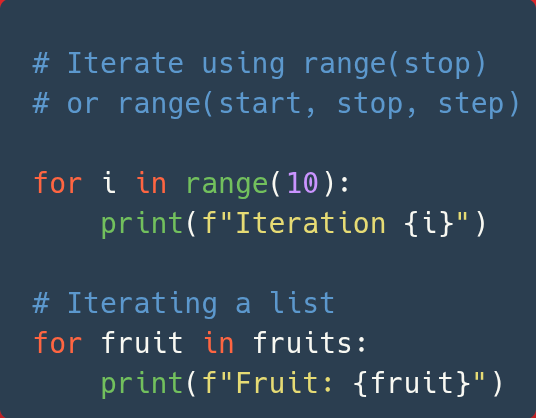 # Iterate using range(stop)
# or range(start, stop, step)
for i in range(10):
    print(f"Iteration {i}")
# Iterating a list
for fruit in fruits:
    print(f"Fruit: {fruit}")